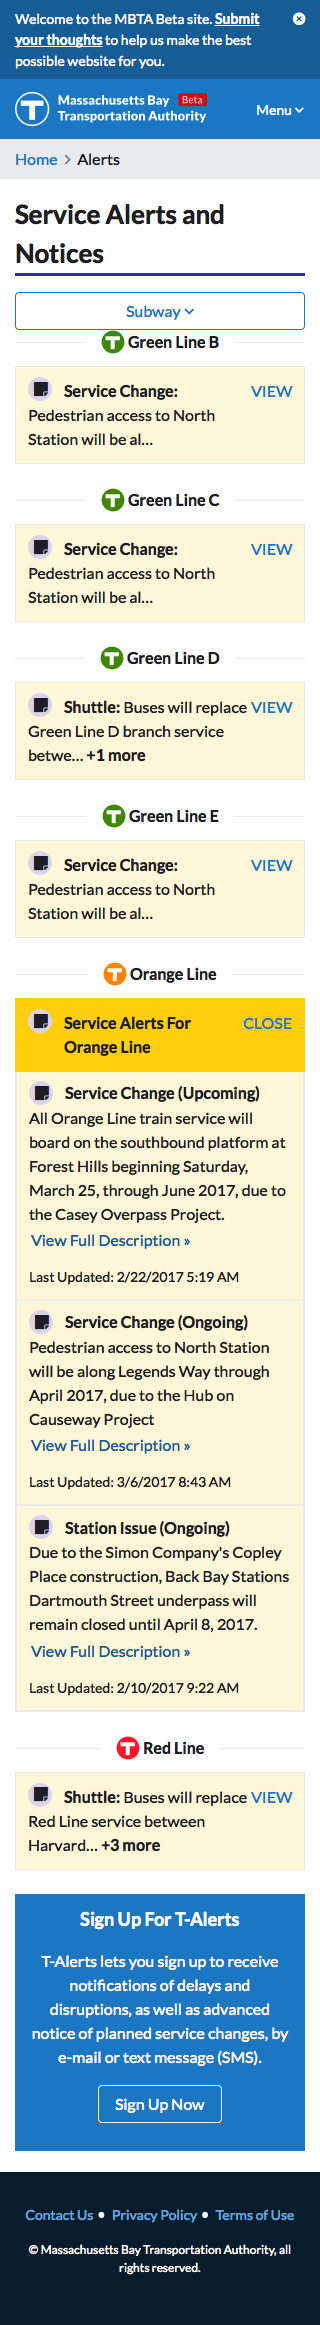 Welcome to the MBTA Beta site. Submit
your thoughts to help us make the best
possible website for you.
T Massachusetts Bay Beta
Transportation Authority
Menu
Home > Alerts
Service Alerts and
Notices
Subway
T Green Line B
Service Change: VIEW
Pedestrian access to North
Station will be al...
T Green Line C
Service Change: VIEW
Pedestrian access to North
Station will be al...
T Green Line D
Shuttle: Buses will replace VIEW
Green Line D branch service
betwe... +1 more
T Green Line E
Service Change: VIEW
Pedestrian access to North
Station will be al...
T Orange Line
Service Alerts For CLOSE
Orange Line
Service Change (Upcoming)
All Orange Line train service will
board on the southbound platform at
Forest Hills beginning Saturday,
March 25, through June 2017, due to
the Casey Overpass Project.
View Full Description »
Last Updated: 2/22/2017 5:19 AM
Service Change (Ongoing)
Pedestrian access to North Station
will be along Legends Way through
April 2017, due to the Hub on
Causeway Project
View Full Description »
Last Updated: 3/6/2017 8:43 AM
Station Issue (Ongoing)
Due to the Simon Company's Copley
Place construction, Back Bay Stations
Dartmouth Street underpass will
remain closed until April 8, 2017.
View Full Description »
Last Updated: 2/10/2017 9:22 AM
T Red Line
Shuttle: Buses will replace VIEW
Red Line service between
Harvard... +3 more
Sign Up For T-Alerts
T-Alerts lets you sign up to receive
notifications of delays and
disruptions, as well as advanced
notice of planned service changes, by
e-mail or text message (SMS).
Sign Up Now
Contact Us • Privacy Policy • Terms of Use
© Massachusetts Bay Transportation Authority, all
rights reserved.